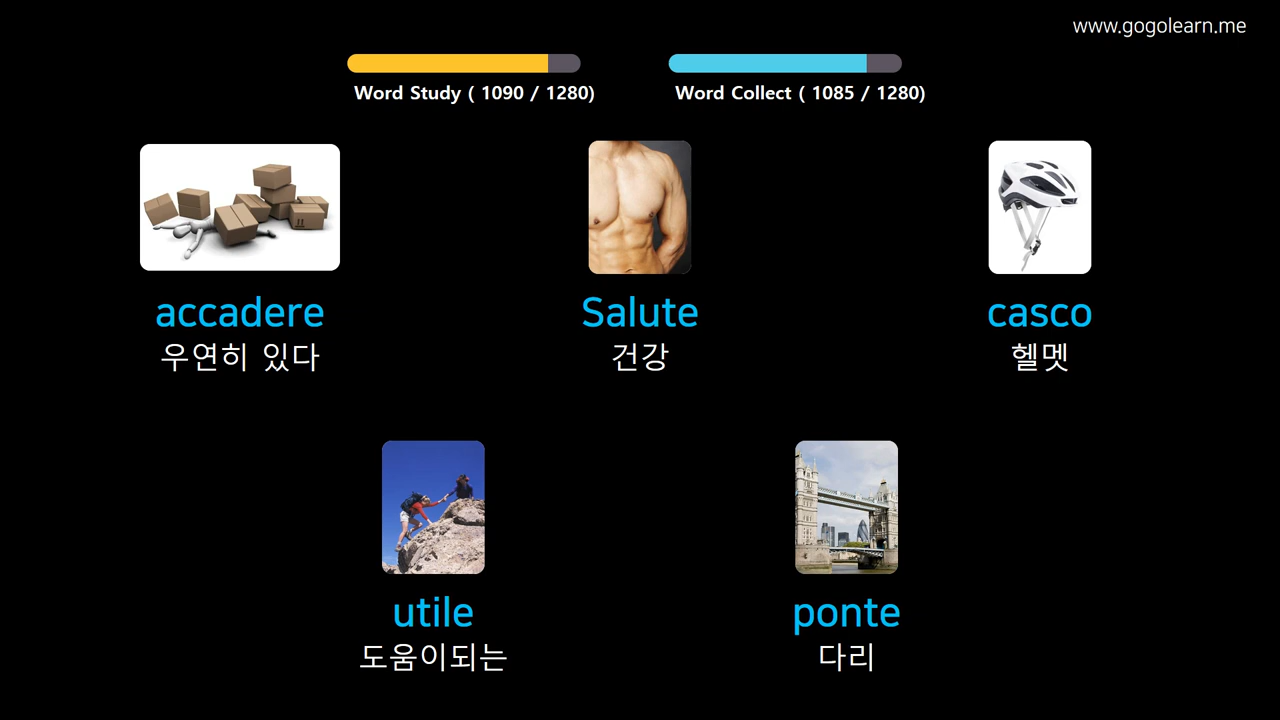 www.gogolearn.me
Word Study ( 1090 / 1280)
Word Collect ( 1085 / 1280)
accadere
우연히 있다
Salute
건강
casco
헬멧
utile
도움이되는
ponte
다리